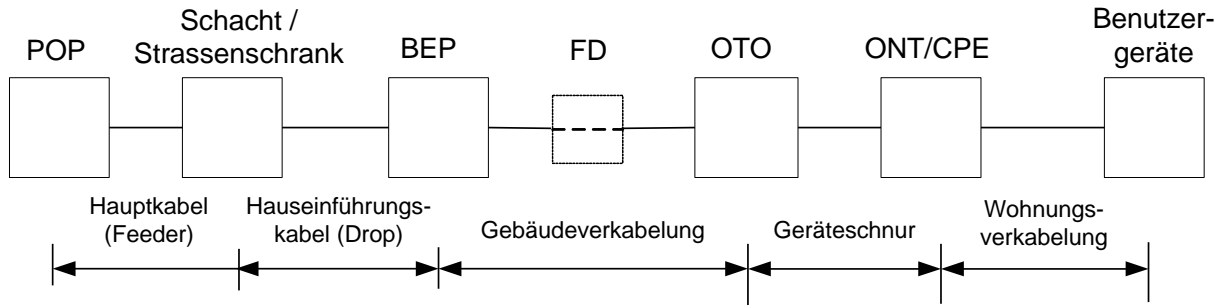 POP
Schacht /
Strassenschrank
BEP
FD
OTO
ONT/CPE
Benutzer-
geräte
Hauptkabel
(Feeder)
Hauseinführungs-
kabel (Drop)
Gebäudeverkabelung
Geräteschnur
Wohnungs-
verkabelung